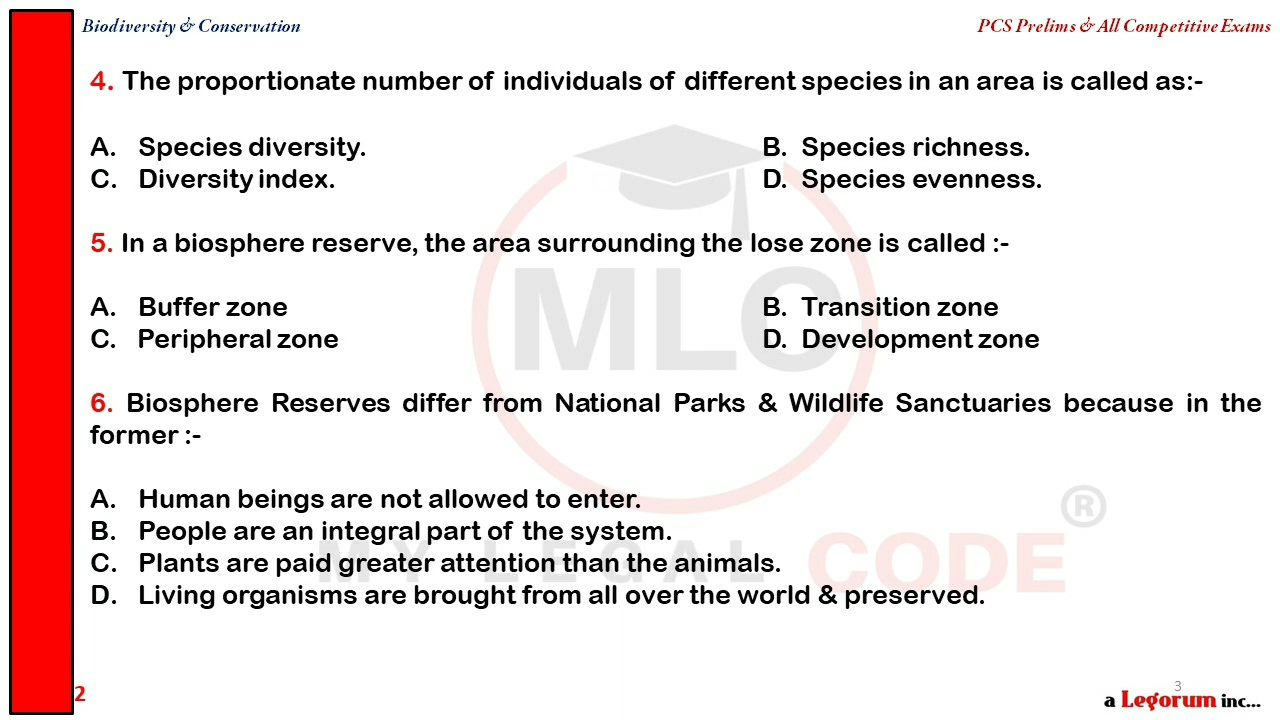 Biodiversity & Conservation
PCS Prelims & All Competitive Exams
4. The proportionate number of individuals of different species in an area is called as:-
A. Species diversity.
B. Species richness.
C. Diversity index.
D. Species evenness.
5. In a biosphere reserve, the area surrounding the lose zone is called :-
A. Buffer zone
B. Transition zone
C. Peripheral zone
D. Development zone
6. Biosphere Reserves differ from National Parks & Wildlife Sanctuaries because in the
former :-
A. Human beings are not allowed to enter.
B. People are an integral part of the system.
C. Plants are paid greater attention than the animals.
D. Living organisms are brought from all over the world & preserved.
MLC
MY LEGAL CODE ®
2
3
a Legorum inc...